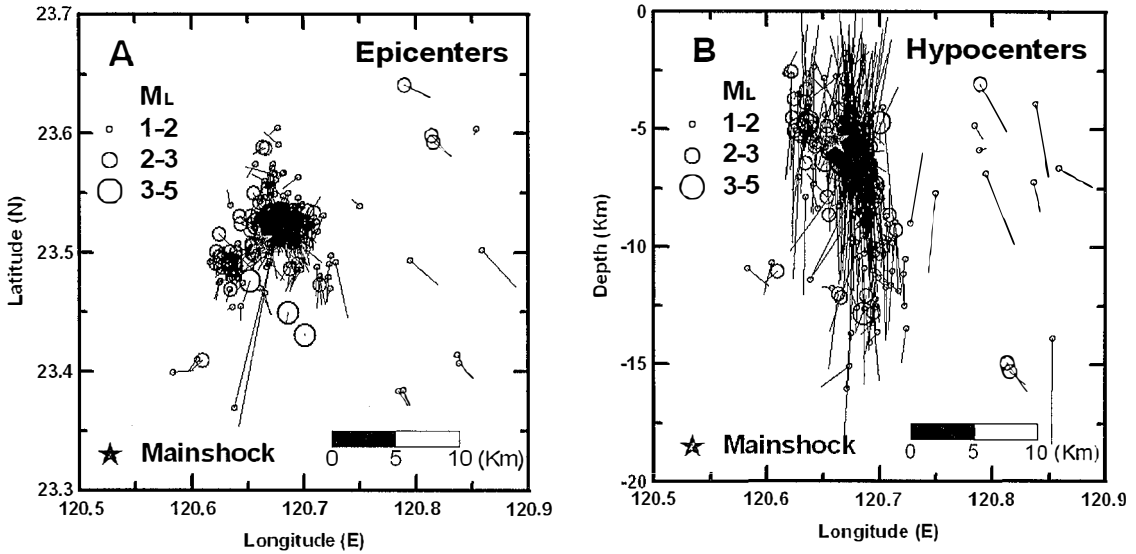 A
Epicenters
ML
1-2
2-3
3-5
Mainshock
0 5 10 (Km)
23.7
23.6
23.5
23.4
23.3
Latitude (N)
120.5 120.6 120.7 120.8 120.9
Longitude (E)
B
Hypocenters
ML
1-2
2-3
3-5
Mainshock
0 5 10 (Km)
0
-5
-10
-15
-20
Depth (Km)
120.5 120.6 120.7 120.8 120.9
Longitude (E)